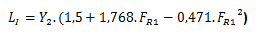 L_I = Y_2.(1,5 + 1,768.F_{R1} − 0,471.F_{R1}^2)